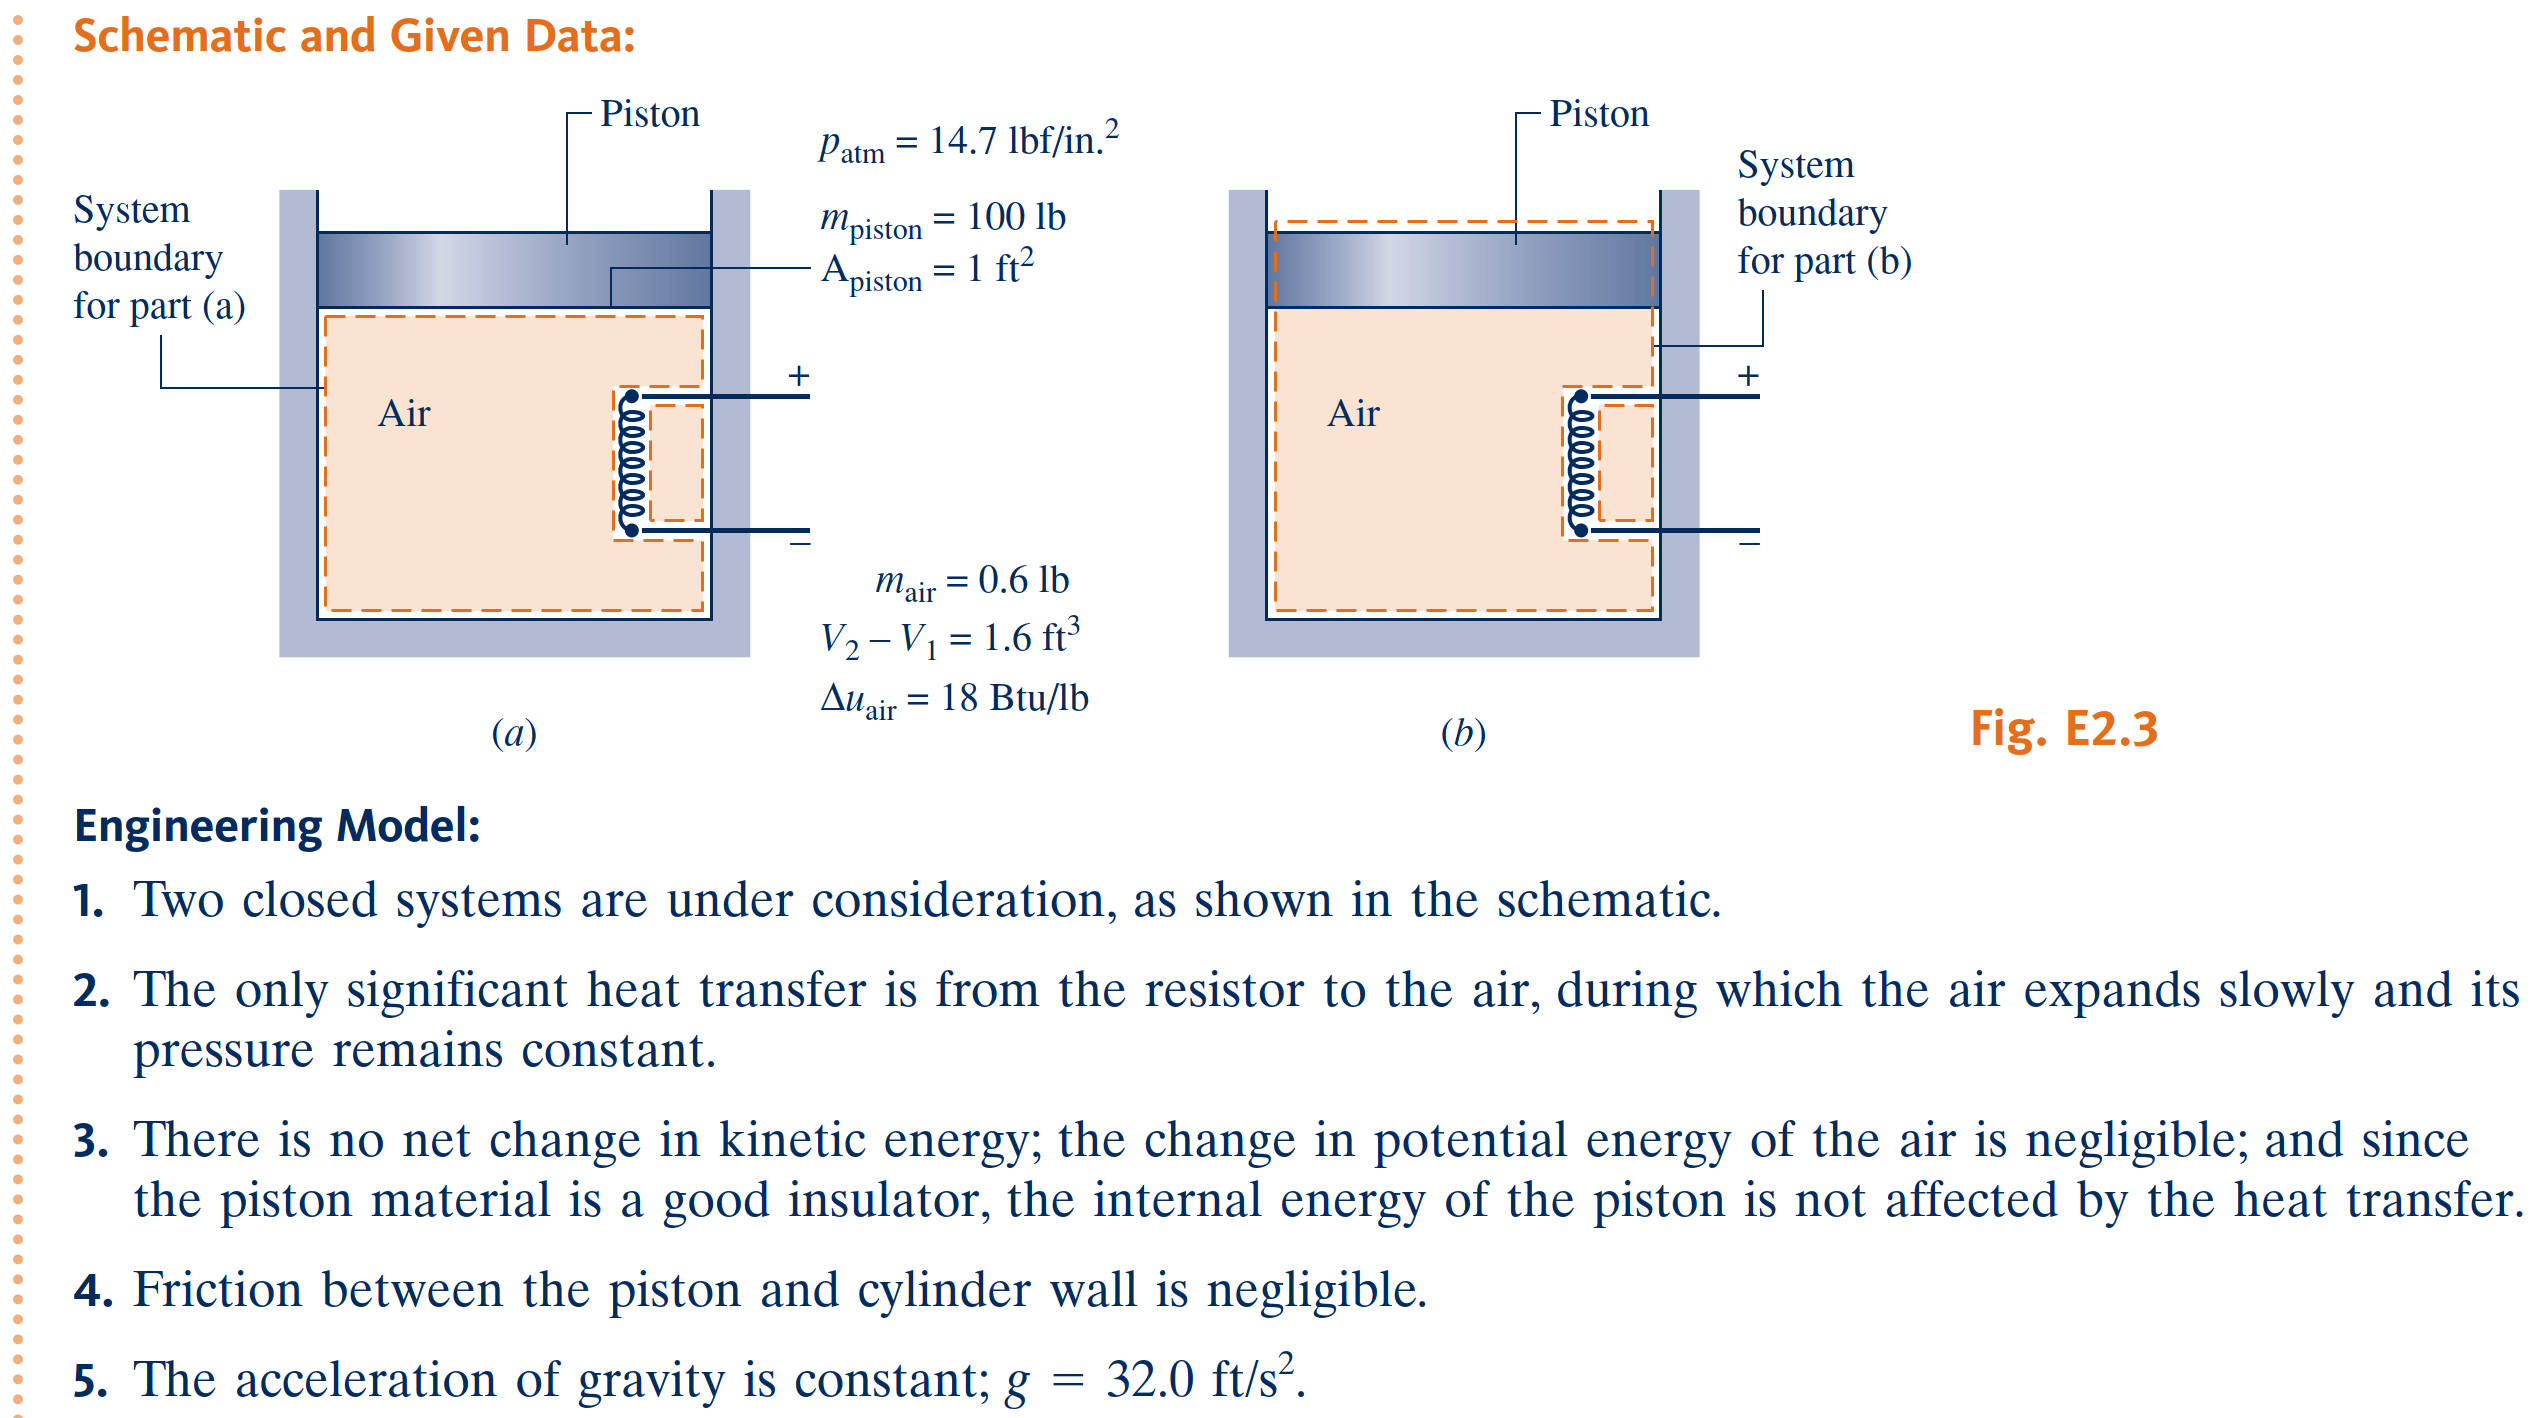 Schematic and Given Data:
Piston
p_atm = 14.7 lbf/in.²
m_piston = 100 lb
A_piston = 1 ft²
System
boundary
for part (a)
Air
+
–
m_air = 0.6 lb
V₂ – V₁ = 1.6 ft³
Δu_air = 18 Btu/lb
(a)
Piston
System
boundary
for part (b)
Air
+
–
(b)
Fig. E2.3
Engineering Model:
1. Two closed systems are under consideration, as shown in the schematic.
2. The only significant heat transfer is from the resistor to the air, during which the air expands slowly and its
pressure remains constant.
3. There is no net change in kinetic energy; the change in potential energy of the air is negligible; and since
the piston material is a good insulator, the internal energy of the piston is not affected by the heat transfer.
4. Friction between the piston and cylinder wall is negligible.
5. The acceleration of gravity is constant; g = 32.0 ft/s².